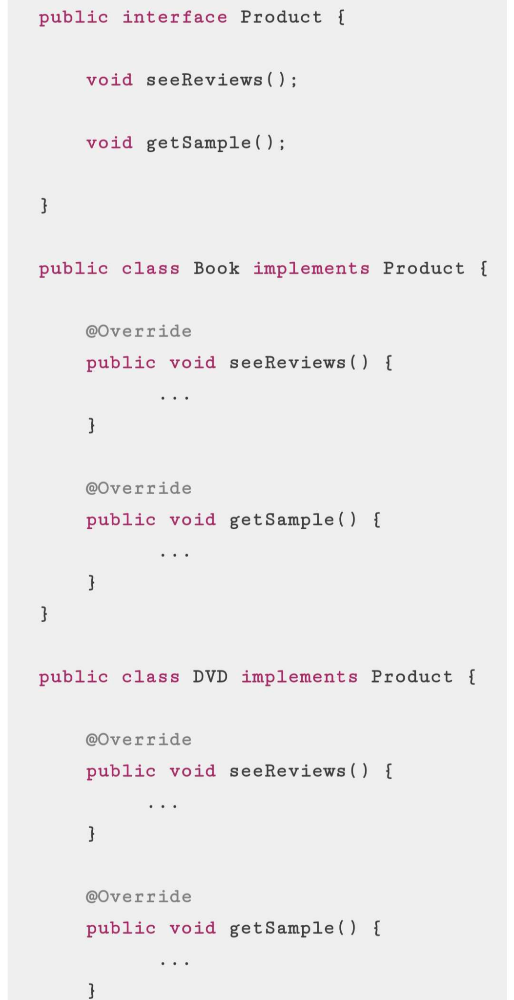 public interface Product {
void seeReviews();
void getSample();
}
public class Book implements Product {
@Override
public void seeReviews() {
...
}
@Override
public void getSample() {
...
}
}
public class DVD implements Product {
@Override
public void seeReviews() {
...
}
@Override
public void getSample() {
...
}